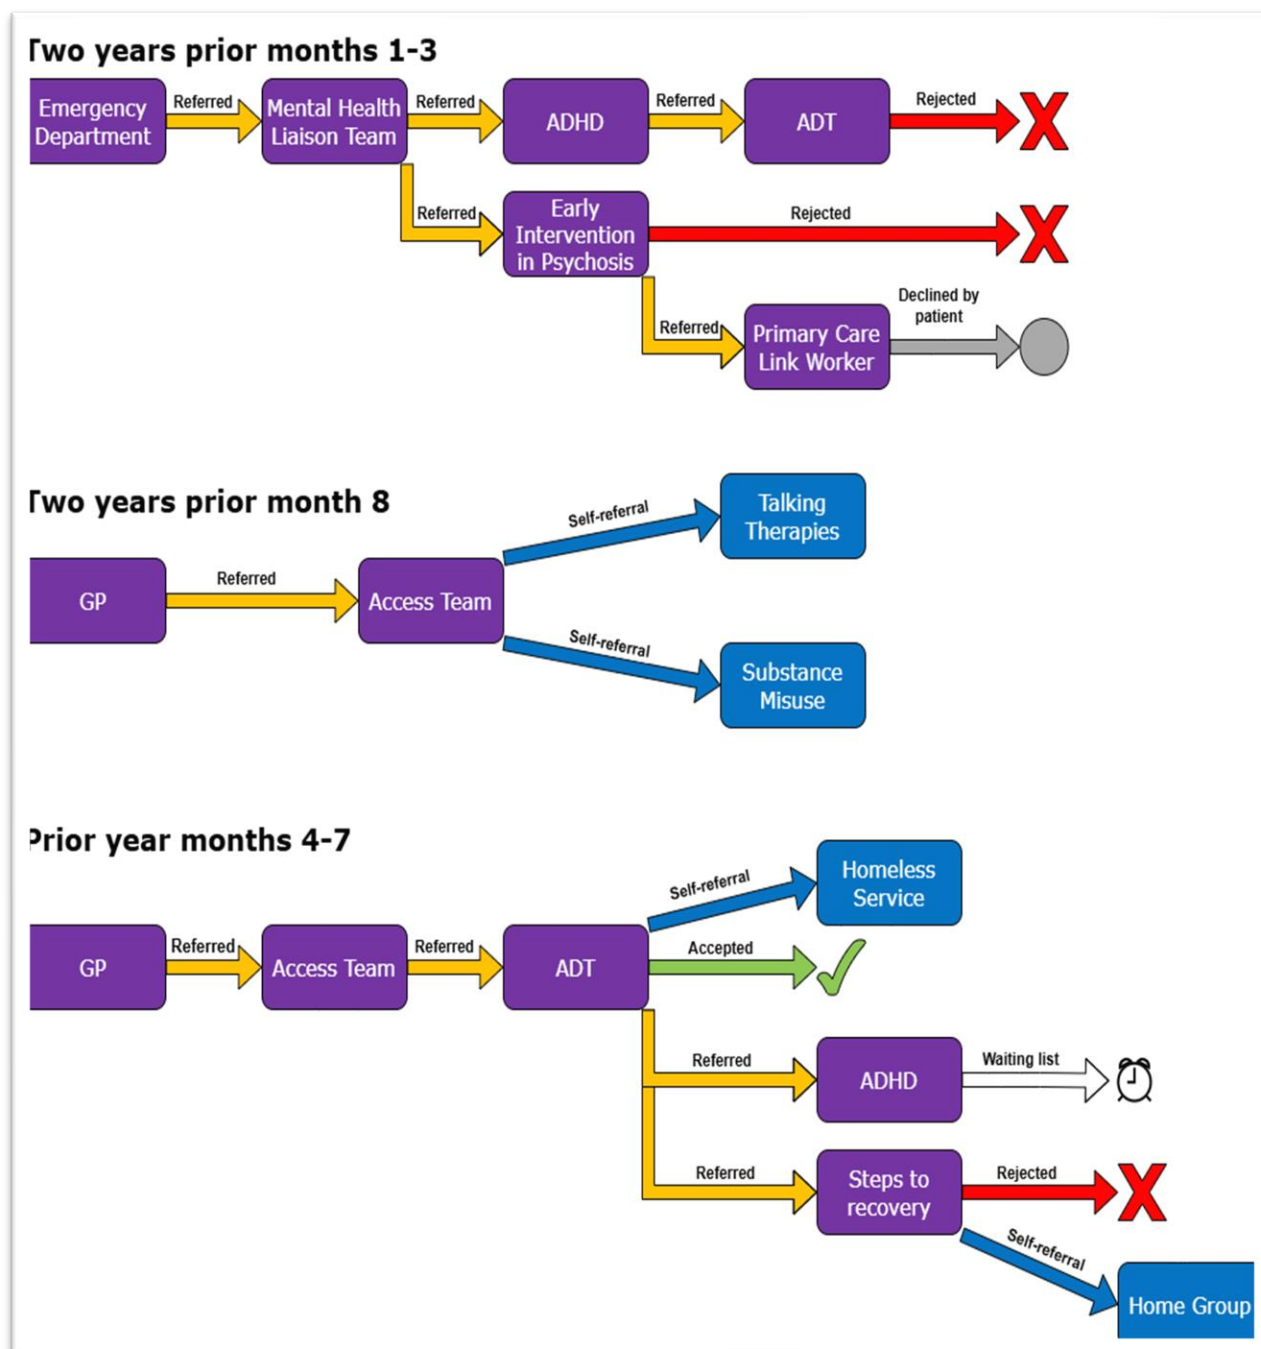 Two years prior months 1-3
Emergency
Department
Referred
Mental Health
Liaison Team
Referred
ADHD
Referred
ADT
Rejected
X
Referred
Early
Intervention
in Psychosis
Rejected
X
Referred
Primary Care
Link Worker
Declined by
patient
Two years prior month 8
GP
Referred
Access Team
Self-referral
Talking
Therapies
Self-referral
Substance
Misuse
Prior year months 4-7
GP
Referred
Access Team
Referred
ADT
Self-referral
Homeless
Service
Accepted
Referred
ADHD
Waiting list
Referred
Steps to
recovery
Rejected
X
Self-referral
Home Group